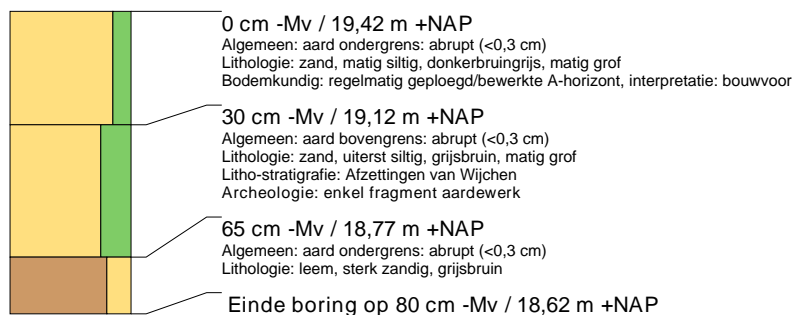 0 cm -Mv / 19,42 m +NAP
Algemeen: aard ondergrens: abrupt (<0,3 cm)
Lithologie: zand, matig siltig, donkerbruingrijs, matig grof
Bodemkundig: regelmatig geploegd/bewerkte A-horizont, interpretatie: bouwvoor
30 cm -Mv / 19,12 m +NAP
Algemeen: aard bovengrens: abrupt (<0,3 cm)
Lithologie: zand, uiterst siltig, grijsbruin, matig grof
Litho-stratigrafie: Afzettingen van Wijchen
Archeologie: enkel fragment aardewerk
65 cm -Mv / 18,77 m +NAP
Algemeen: aard ondergrens: abrupt (<0,3 cm)
Lithologie: leem, sterk zandig, grijsbruin
Einde boring op 80 cm -Mv / 18,62 m +NAP